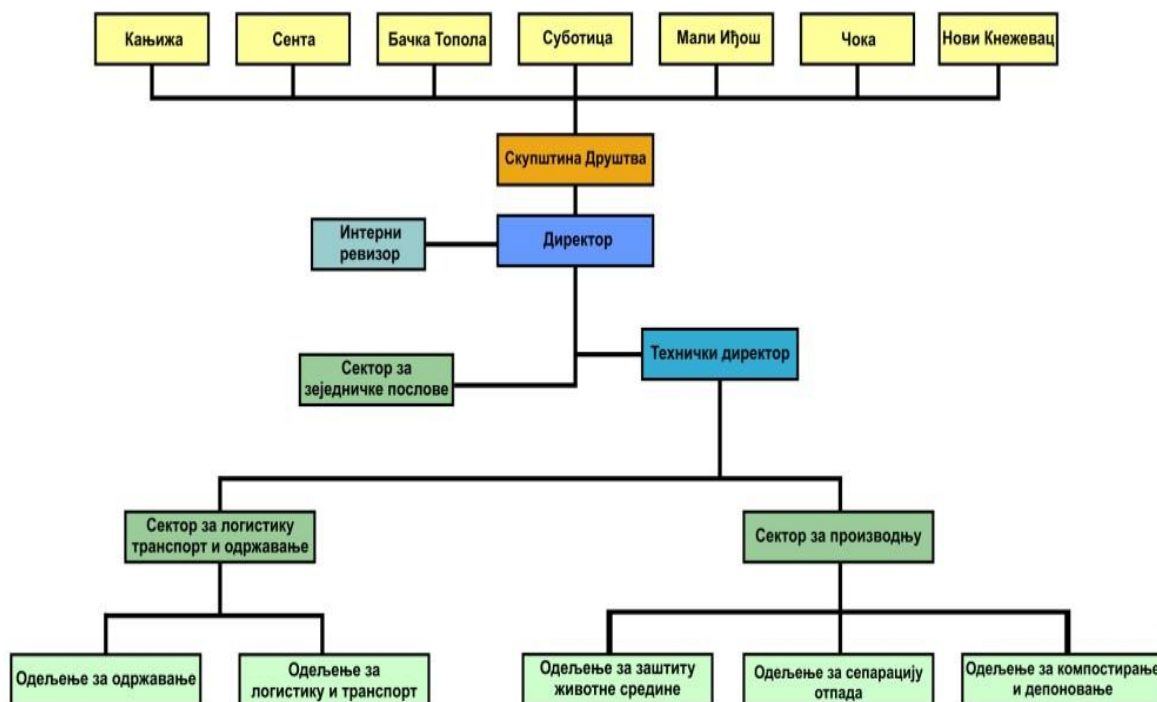 Кањижа
Сента
Бачка Топола
Суботица
Мали Иђош
Чока
Нови Кнежевац
Скупштина Друштва
Интерни
ревизор
Директор
Технички директор
Сектор за
зеједничке послове
Сектор за логистику
транспорт и одржавање
Сектор за производњу
Одељење за одржавање
Одељење за
логистику и транспорт
Одељење за заштиту
животне средине
Одељење за сепарацију
отпада
Одељење за компостирање
и депоновање